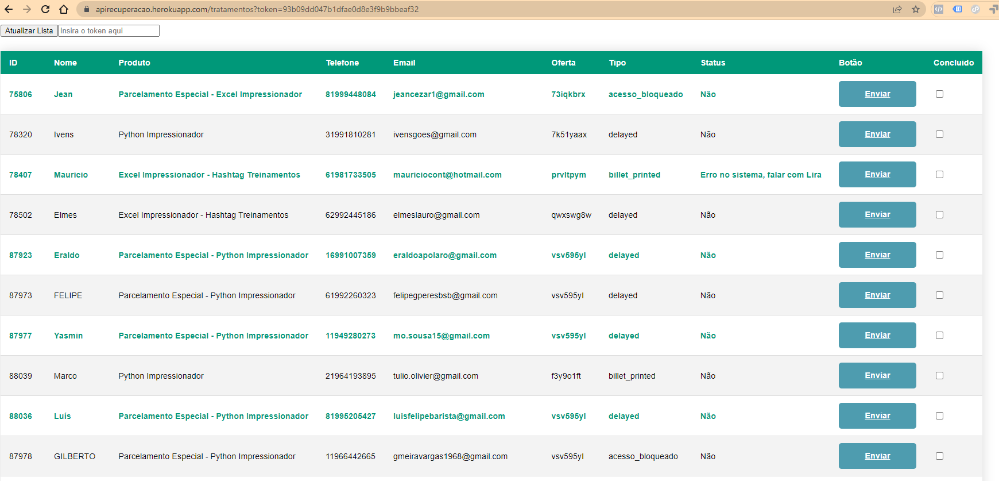 apirecuperacao.herokuapp.com/tratamentos?token=93b09dd047b1dfae0d8e3f9b9bbeaf32
Atualizar Lista Insira o token aqui
ID Nome Produto Telefone Email Oferta Tipo Status Botão Concluido
75806 Jean Parcelamento Especial - Excel Impressionador 81999448084 jeancezar1@gmail.com 73iqkbrx acesso_bloqueado Não Enviar
78320 Ivens Python Impressionador 31991810281 ivensgoes@gmail.com 7k51yaax delayed Não Enviar
78407 Mauricio Excel Impressionador - Hashtag Treinamentos 61981733505 mauriciocont@hotmail.com prvltpym billet_printed Erro no sistema, falar com Lira Enviar
78502 Elmes Excel Impressionador - Hashtag Treinamentos 62992445186 elmeslauro@gmail.com qwxswg8w delayed Não Enviar
87923 Eraldo Parcelamento Especial - Python Impressionador 16991007359 eraldoapolaro@gmail.com vsv595yl delayed Não Enviar
87973 FELIPE Parcelamento Especial - Python Impressionador 61992260323 felipegperesbsb@gmail.com vsv595yl delayed Não Enviar
87977 Yasmin Parcelamento Especial - Python Impressionador 11949280273 mo.sousa15@gmail.com vsv595yl delayed Não Enviar
88039 Marco Python Impressionador 21964193895 tulio.olivier@gmail.com f3y9o1ft billet_printed Não Enviar
88036 Luis Parcelamento Especial - Python Impressionador 81995205427 luisfelipebarista@gmail.com vsv595yl delayed Não Enviar
87978 GILBERTO Parcelamento Especial - Python Impressionador 11966442665 gmeiravargas1968@gmail.com vsv595yl acesso_bloqueado Não Enviar